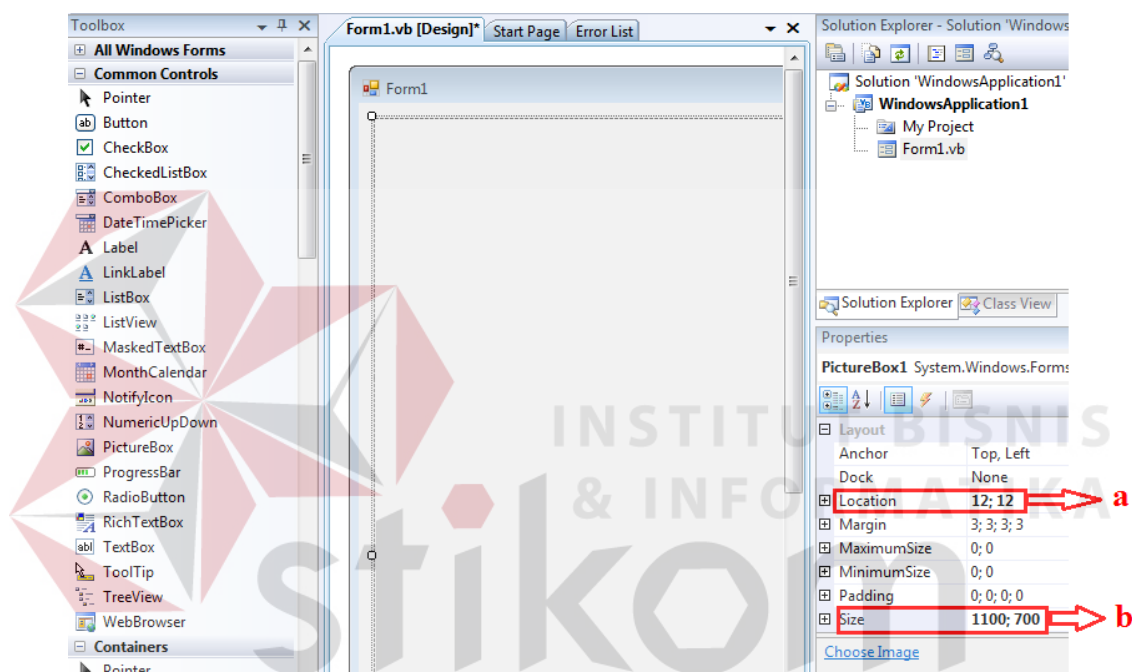 Toolbox
All Windows Forms
Common Controls
Pointer
Button
CheckBox
CheckedListBox
ComboBox
DateTimePicker
Label
LinkLabel
ListBox
ListView
MaskedTextBox
MonthCalendar
NotifyIcon
NumericUpDown
PictureBox
ProgressBar
RadioButton
RichTextBox
TextBox
ToolTip
TreeView
WebBrowser
Containers
Pointer
Form1.vb [Design]* Start Page Error List
Form1
Solution Explorer - Solution 'Windows
Solution 'WindowsApplication1'
WindowsApplication1
My Project
Form1.vb
Solution Explorer Class View
Properties
PictureBox1 System.Windows.Forms
Layout
Anchor Top, Left
Dock None
Location 12; 12
a
Margin 3; 3; 3; 3
MaximumSize 0; 0
MinimumSize 0; 0
Padding 0; 0; 0; 0
Size 1100; 700
b
Choose Image
INSTITUT BISNIS
& INFORMATIKA
stikom